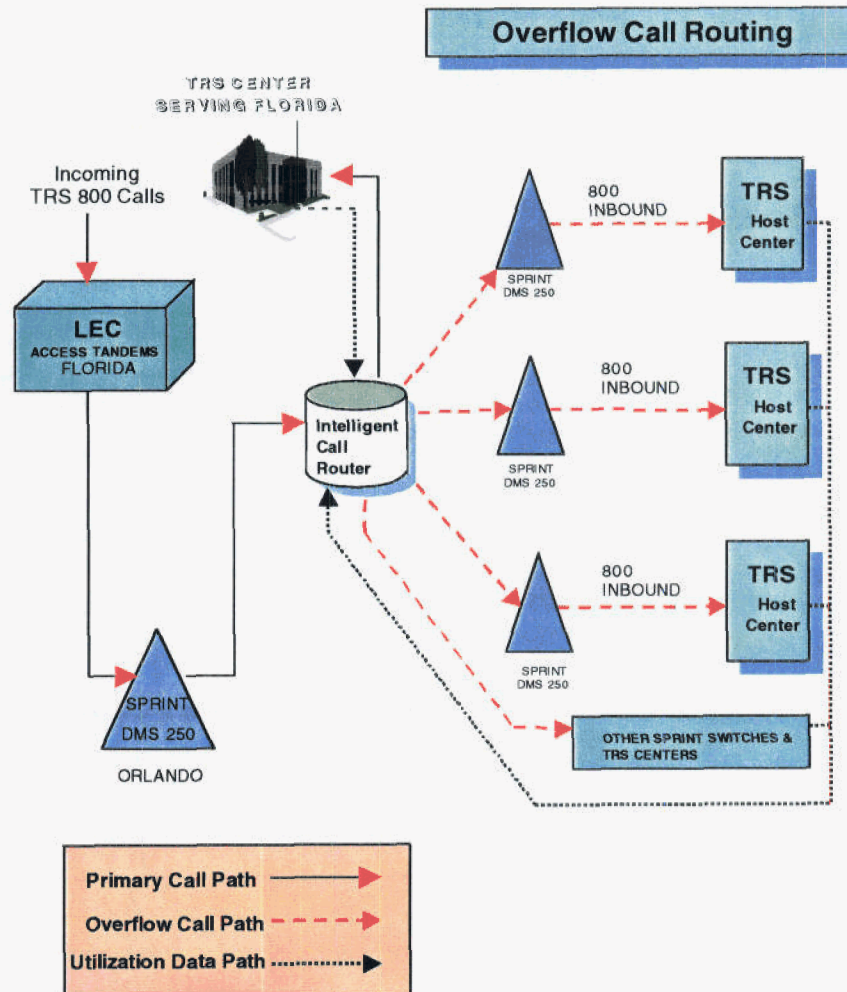 Overflow Call Routing
TRS CENTER
SERVING FLORIDA
Incoming
TRS 800 Calls
LEC
ACCESS TANDEMS
FLORIDA
SPRINT
DMS 250
ORLANDO
Intelligent
Call
Router
SPRINT
DMS 250
800
INBOUND
TRS
Host
Center
SPRINT
DMS 250
800
INBOUND
TRS
Host
Center
SPRINT
DMS 250
800
INBOUND
TRS
Host
Center
OTHER SPRINT SWITCHES &
TRS CENTERS
Primary Call Path
Overflow Call Path
Utilization Data Path